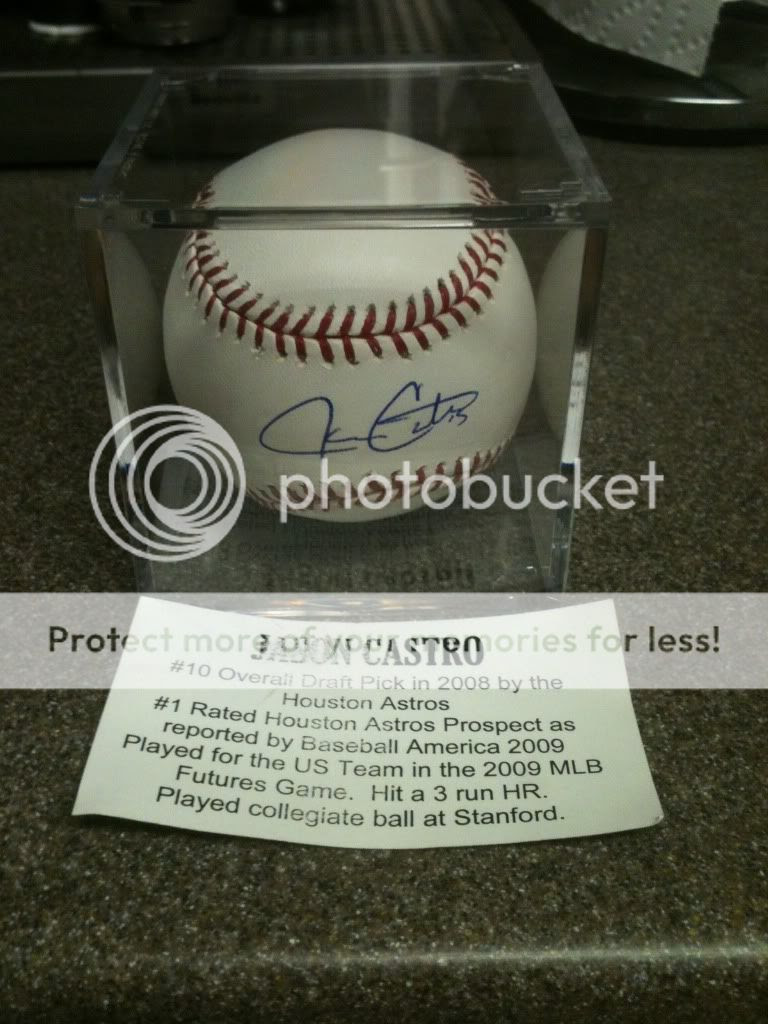 photobucket
Protect more of your memories for less!
JASON CASTRO
#10 Overall Draft Pick in 2008 by the
Houston Astros
#1 Rated Houston Astros Prospect as
reported by Baseball America 2009
Played for the US Team in the 2009 MLB
Futures Game. Hit a 3 run HR.
Played collegiate ball at Stanford.